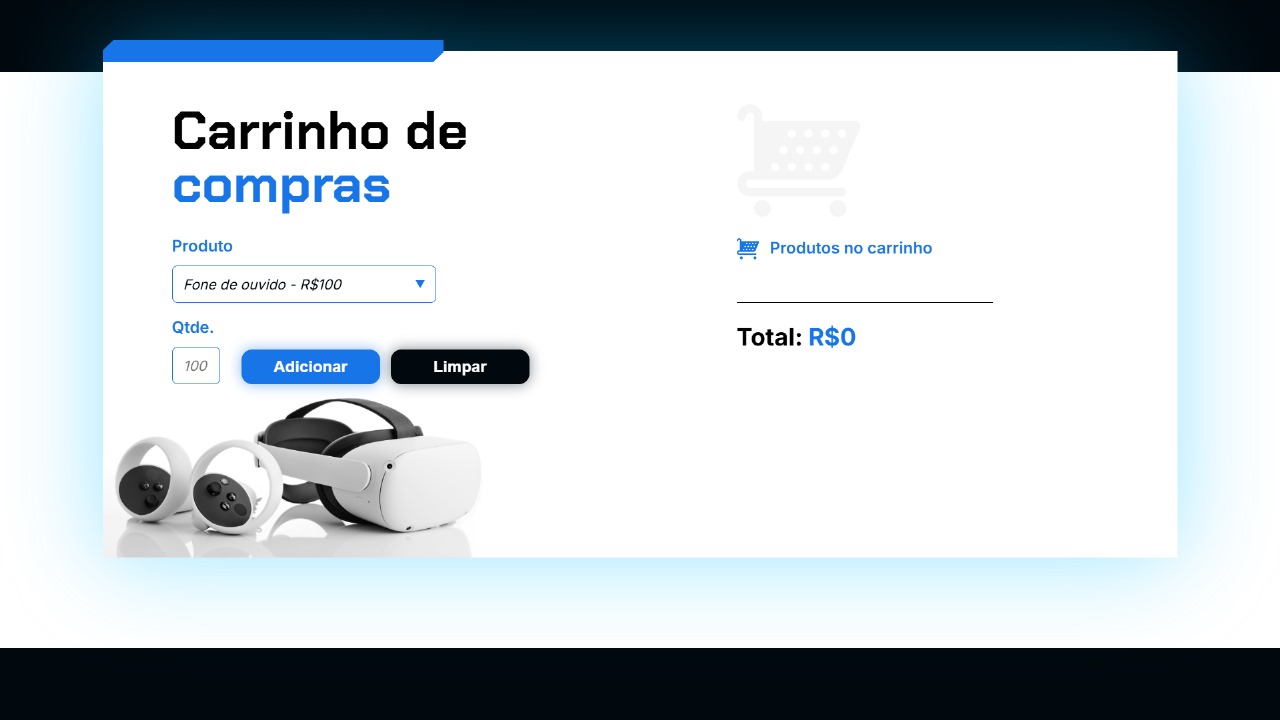 Carrinho de
compras
Produto
Fone de ouvido - R$100
Qtde.
100
Adicionar
Limpar
Produtos no carrinho
Total: R$0